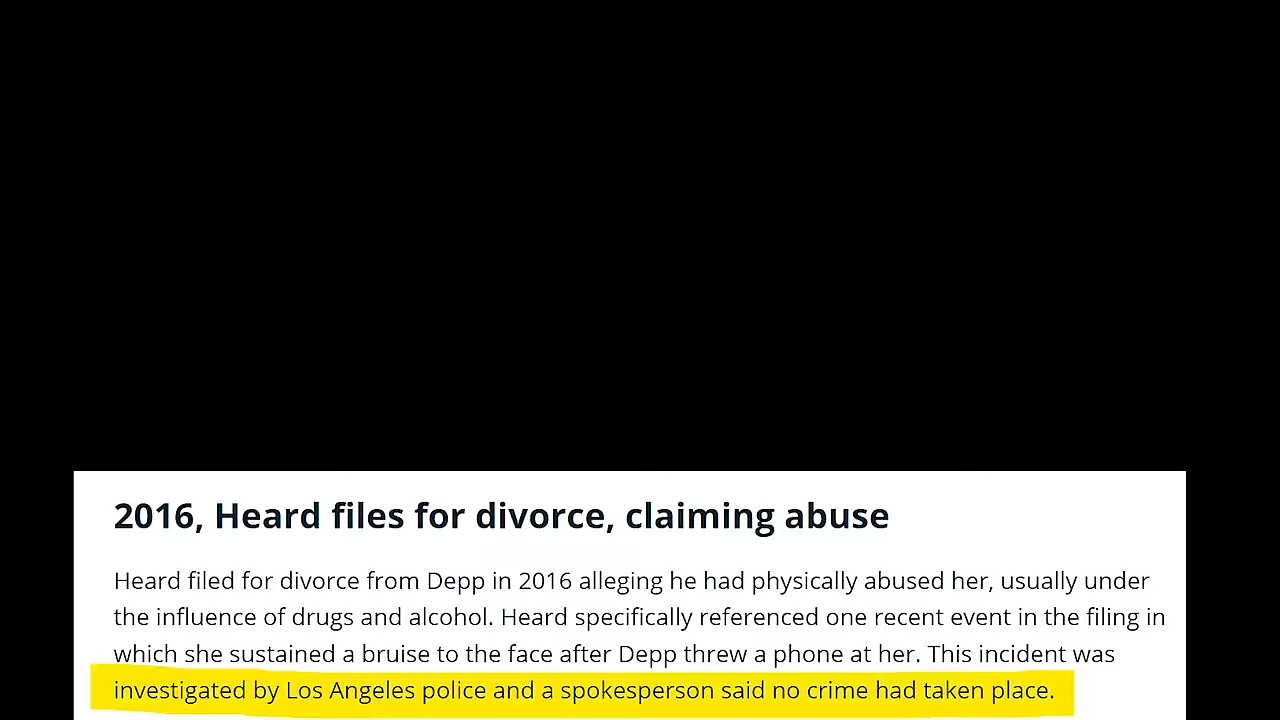 2016, Heard files for divorce, claiming abuse
Heard filed for divorce from Depp in 2016 alleging he had physically abused her, usually under
the influence of drugs and alcohol. Heard specifically referenced one recent event in the filing in
which she sustained a bruise to the face after Depp threw a phone at her. This incident was
investigated by Los Angeles police and a spokesperson said no crime had taken place.